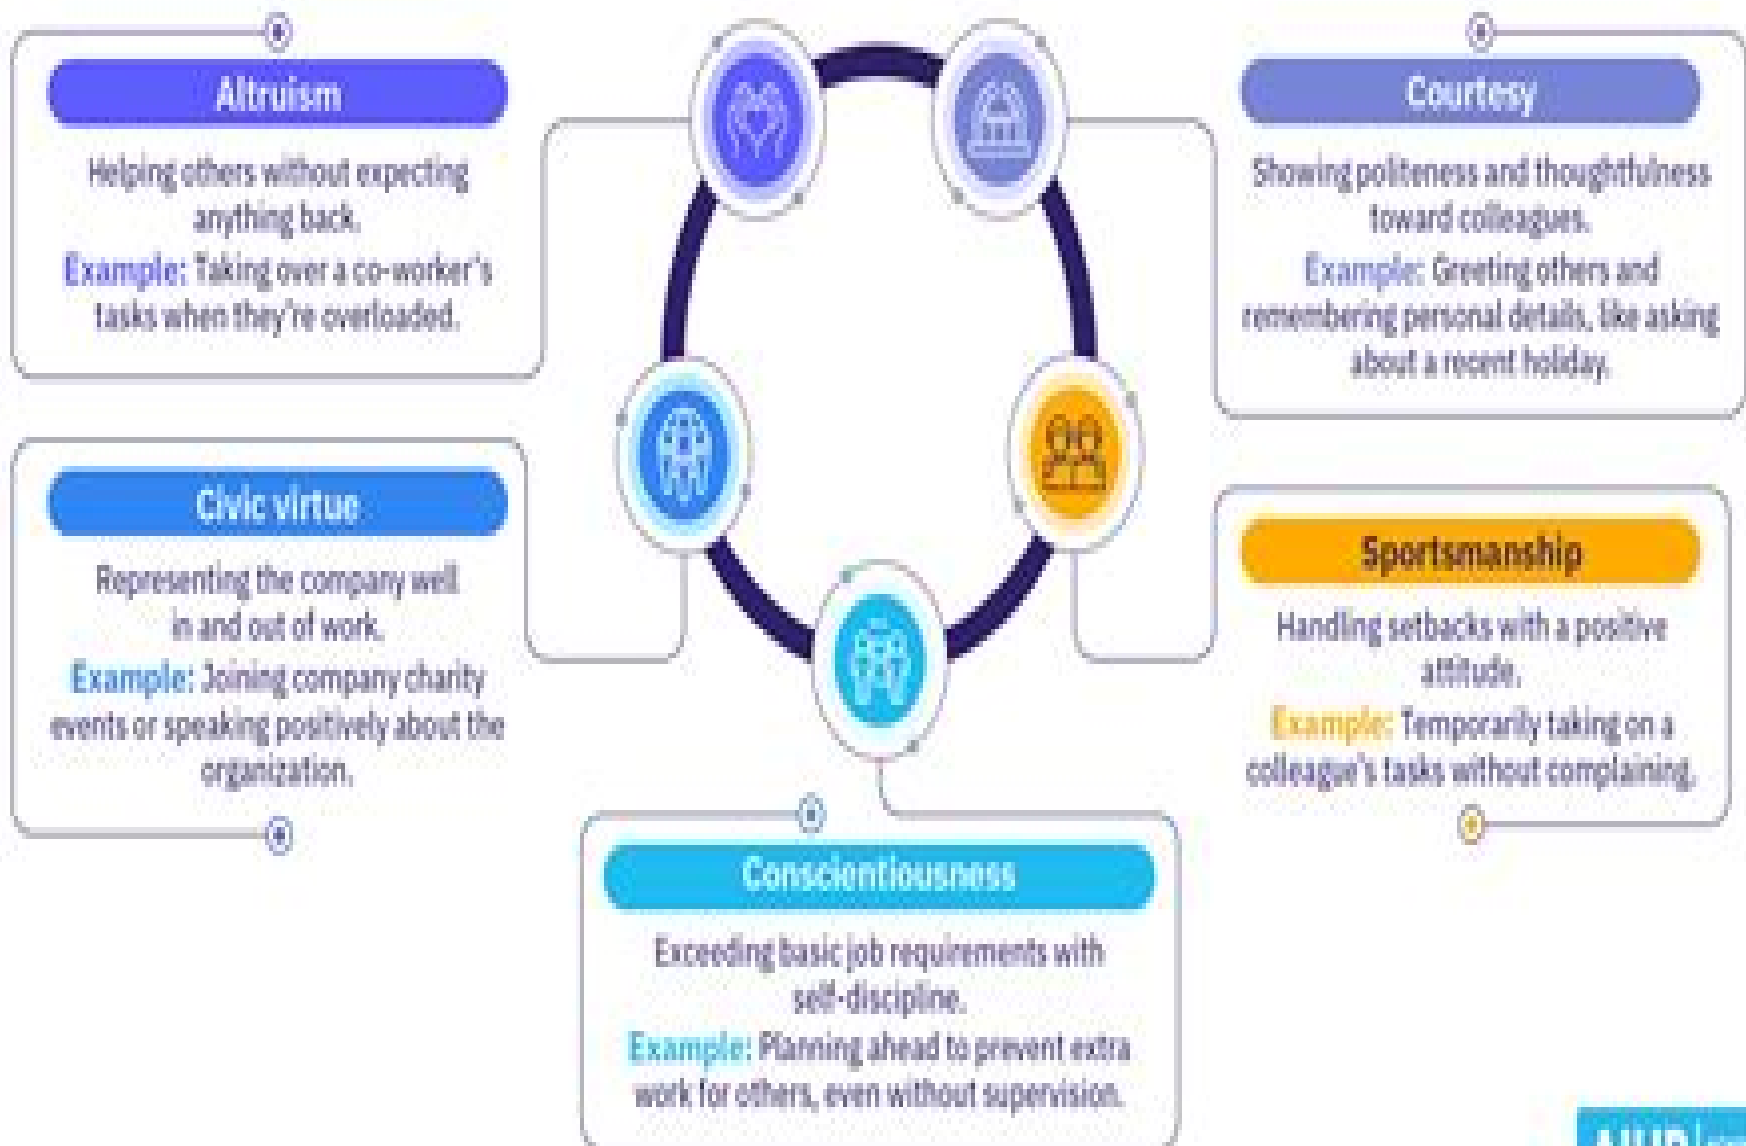 Altruism
Helping others without expecting
anything back.
Example: Taking over a co-worker's
tasks when they're overloaded.
Courtesy
Showing politeness and thoughtfulness
toward colleagues.
Example: Greeting others and
remembering personal details, like asking
about a recent holiday.
Civic virtue
Representing the company well
in and out of work.
Example: Joining company charity
events or speaking positively about the
organization.
Sportsmanship
Handling setbacks with a positive
attitude.
Example: Temporarily taking on a
colleague's tasks without complaining.
Conscientiousness
Exceeding basic job requirements with
self-discipline.
Example: Planning ahead to prevent extra
work for others, even without supervision.